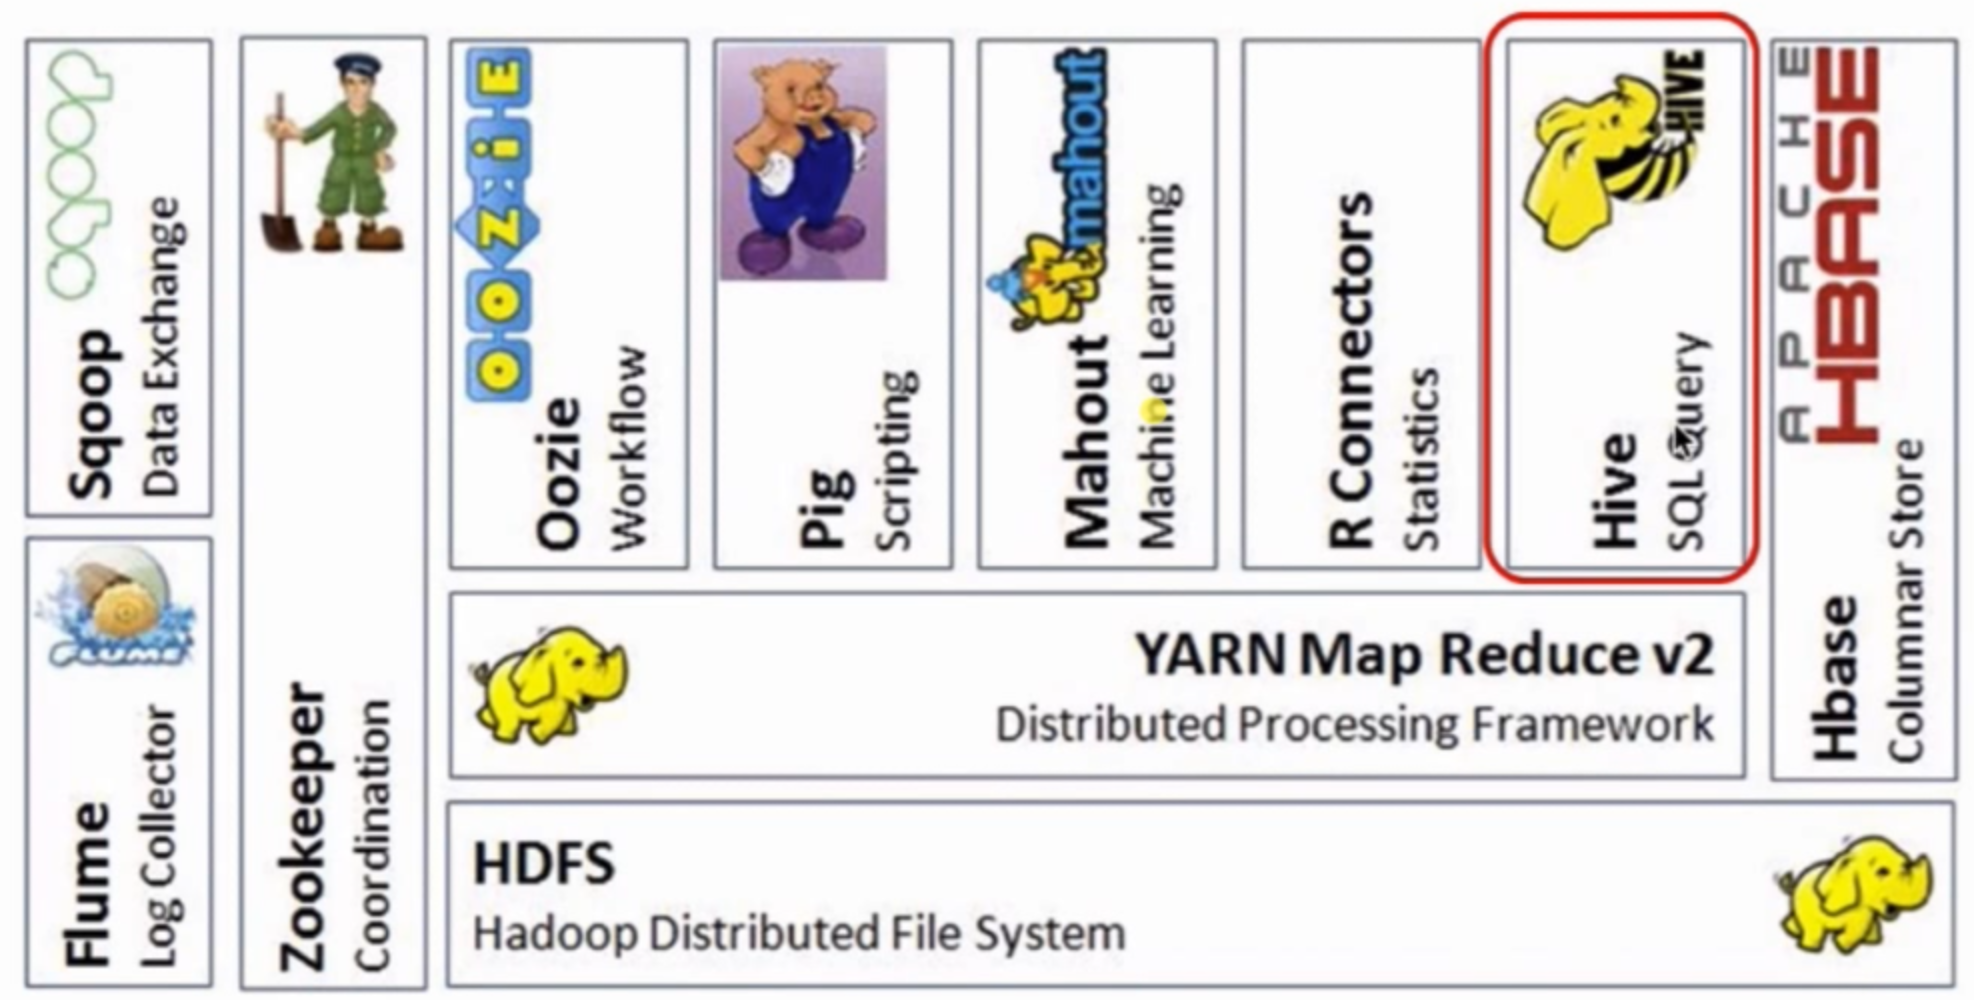 sqoop
Sqoop
Data Exchange
FLUME
Flume
Log Collector
Zookeeper
Coordination
OOZIE
Oozie
Workflow
Pig
Scripting
mahout
Mahout
Machine Learning
R Connectors
Statistics
HIVE
Hive
SQL Query
APACHE
HBASE
Hbase
Columnar Store
YARN Map Reduce v2
Distributed Processing Framework
HDFS
Hadoop Distributed File System